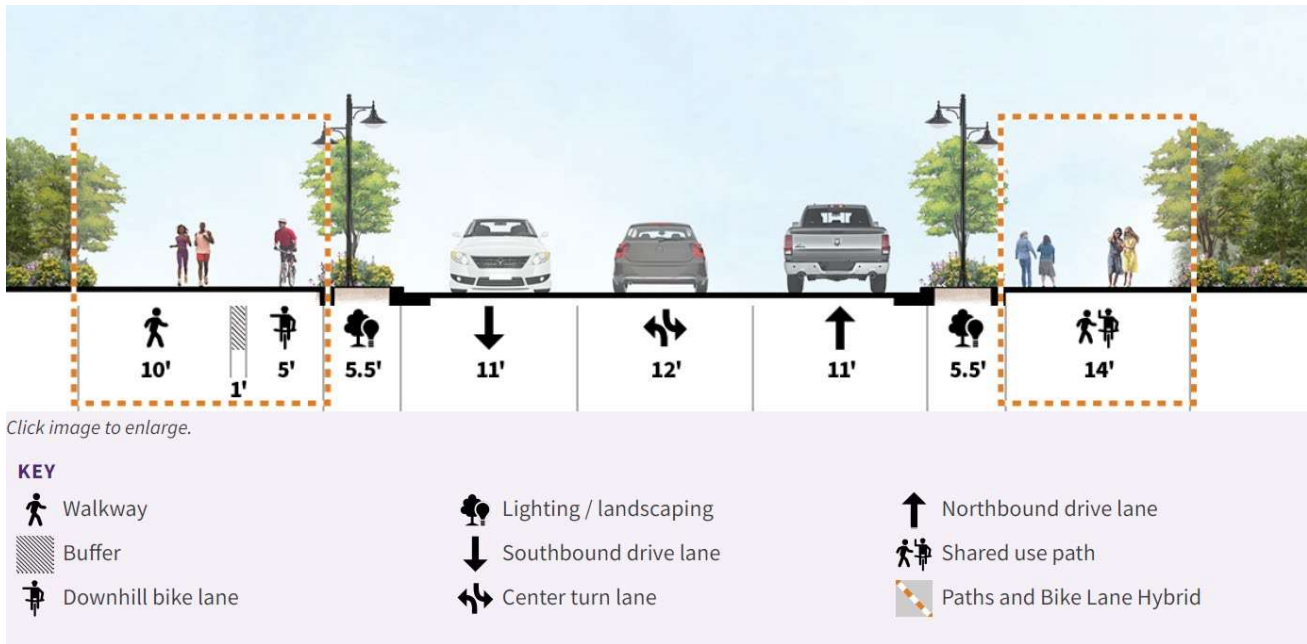 10'
1'
5'
5.5'
11'
12'
11'
5.5'
14'
Click image to enlarge.
KEY
Walkway
Buffer
Downhill bike lane
Lighting / landscaping
Southbound drive lane
Center turn lane
Northbound drive lane
Shared use path
Paths and Bike Lane Hybrid